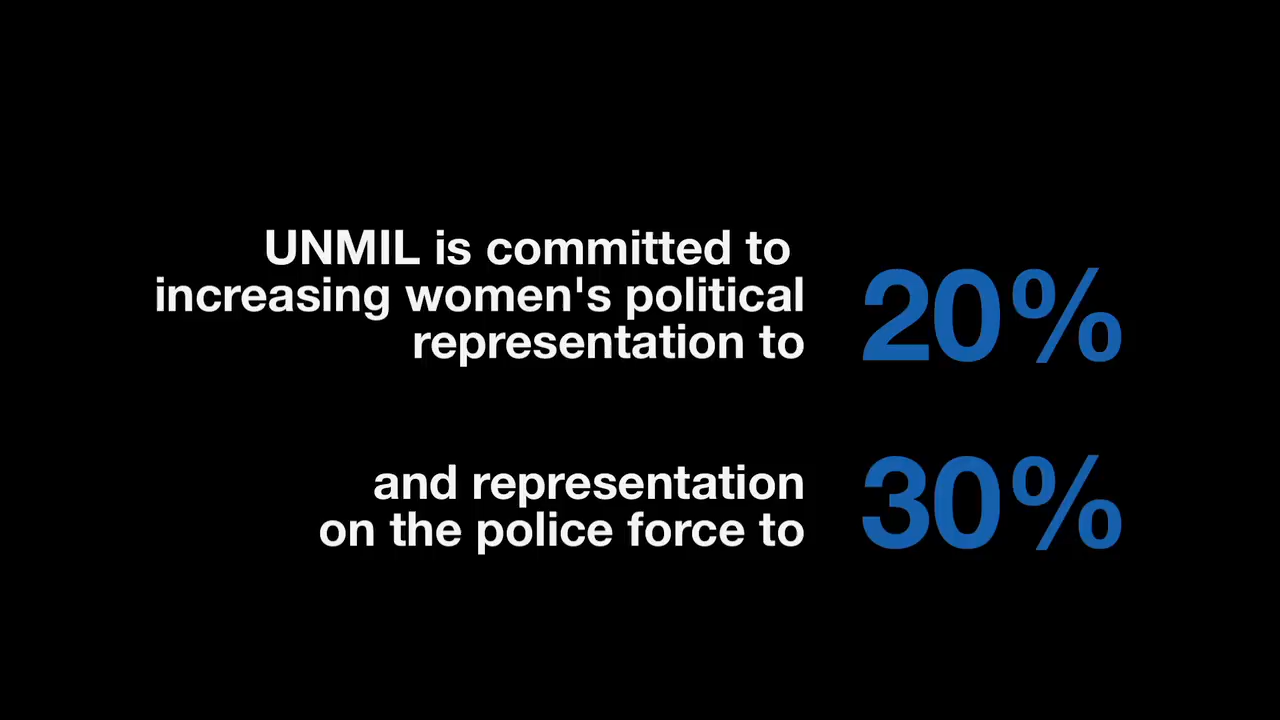 UNMIL is committed to
increasing women's political
representation to
20%
and representation
on the police force to
30%